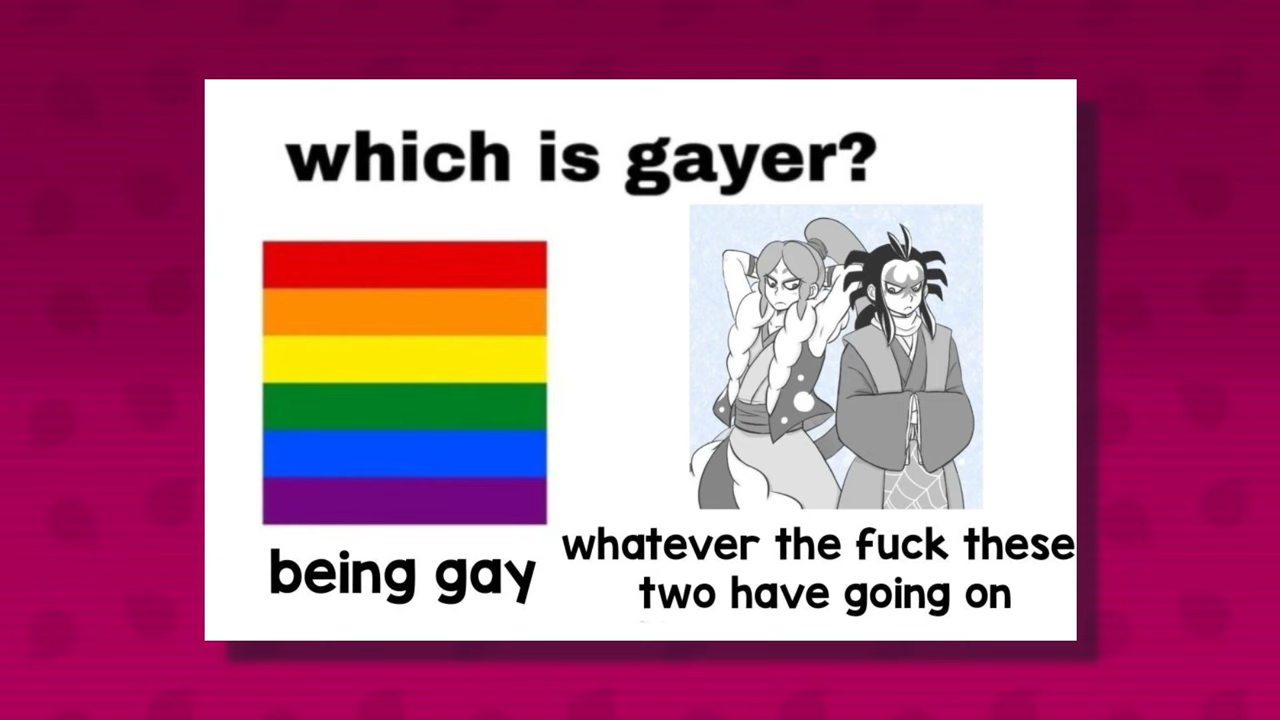 which is gayer?
being gay
whatever the fuck these
two have going on